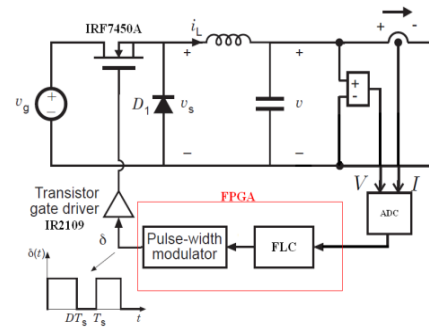 IRF7450A
i_L
+ -
+
+
+
-
v_g
D_1
v_s
v
-
-
V
I
Transistor
gate driver
IR2109
FPGA
ADC
δ
Pulse-width
modulator
FLC
δ(t)
DT_s T_s t